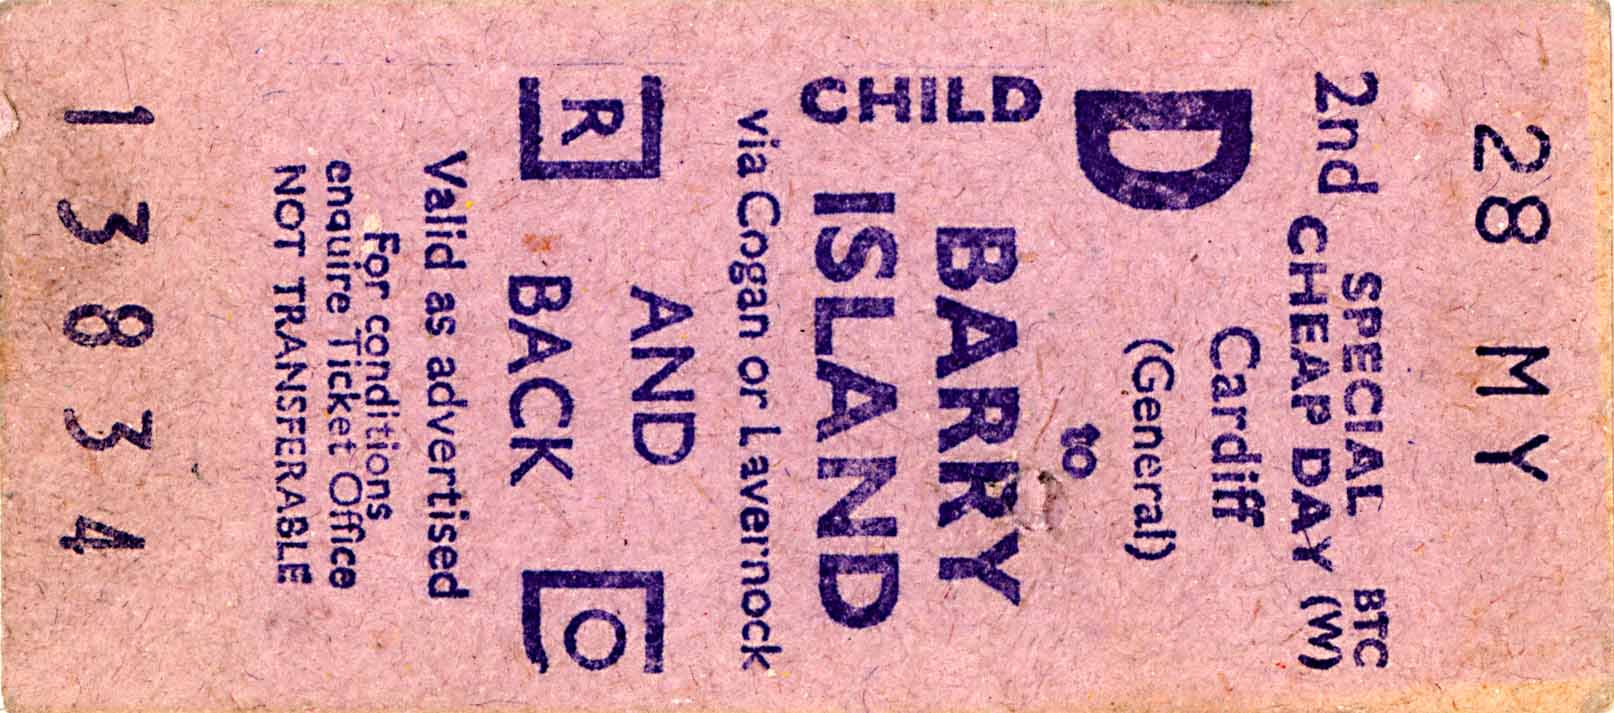 28 MY
SPECIAL BTC
2nd CHEAP DAY (W)
Cardiff
D (General)
to
BARRY
CHILD ISLAND
via Cogan or Lavernock
R AND O
BACK
Valid as advertised
For conditions
enquire Ticket Office
NOT TRANSFERABLE
13834